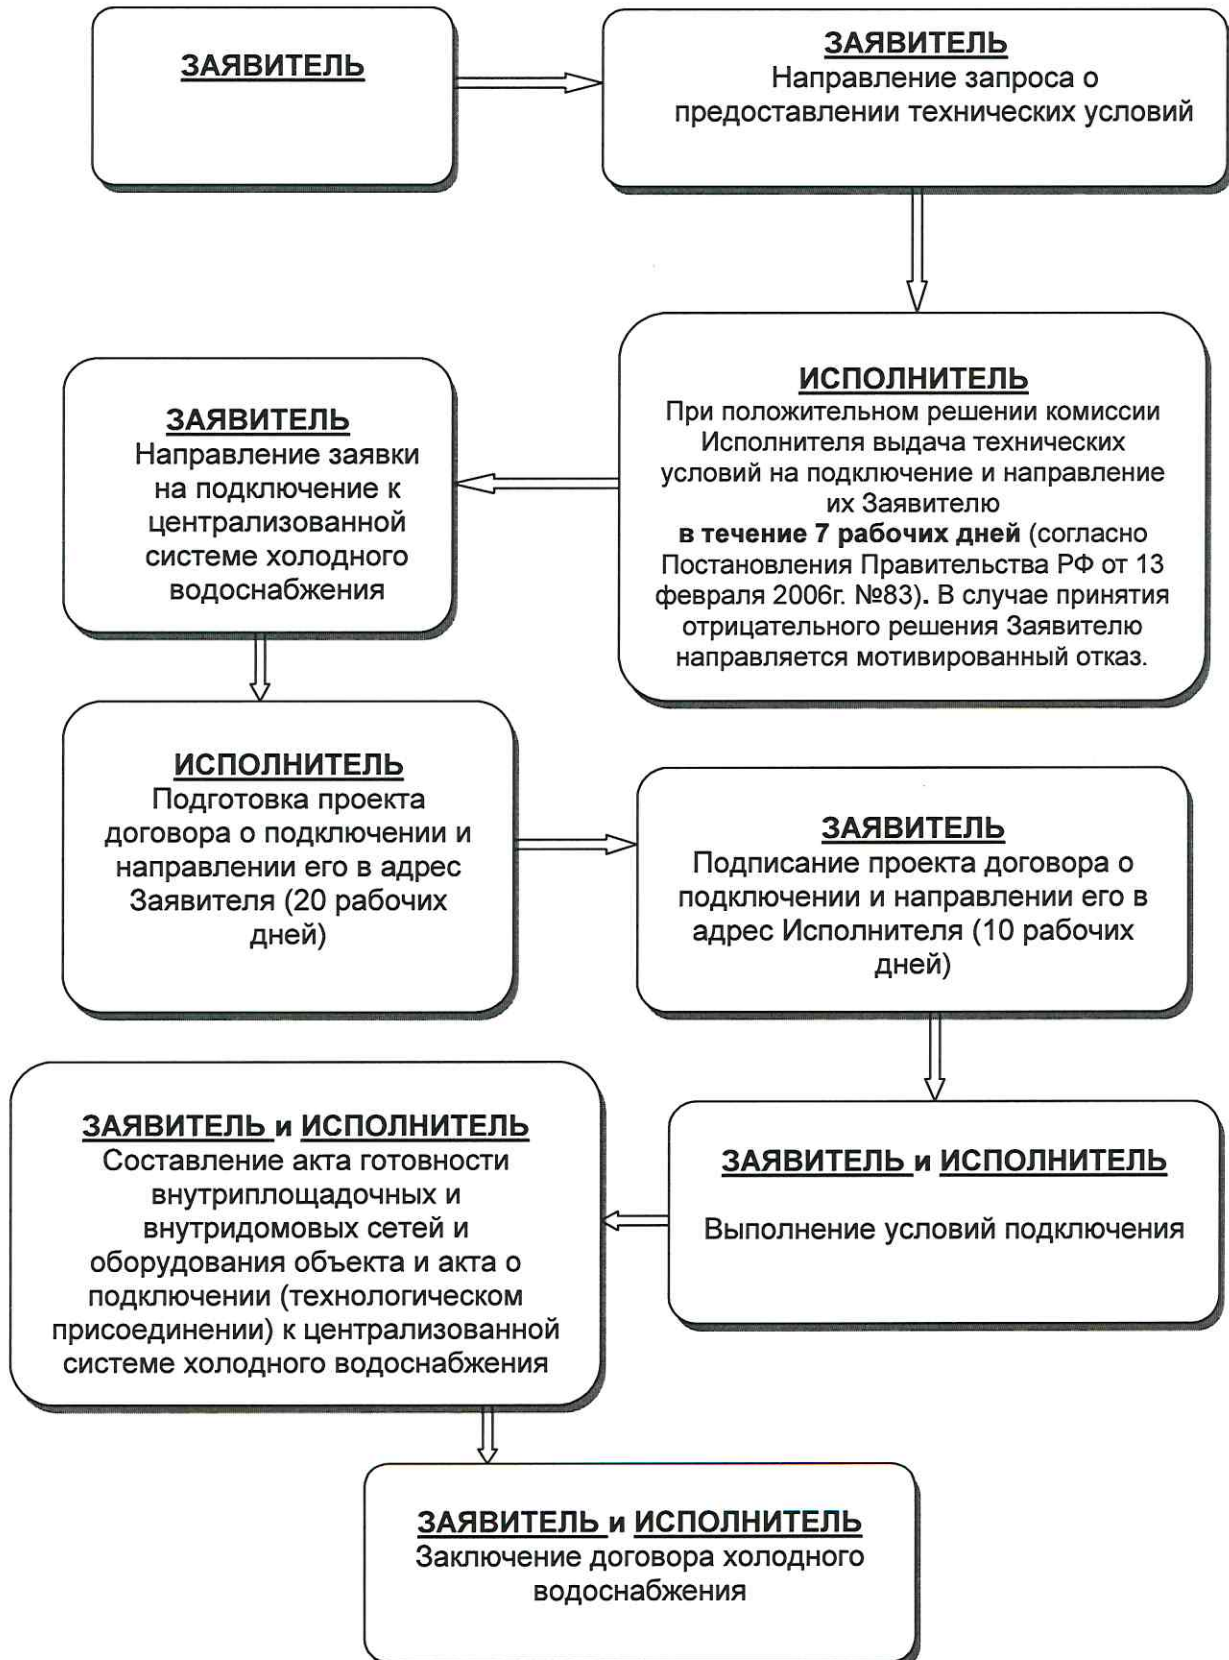 ЗАЯВИТЕЛЬ
ЗАЯВИТЕЛЬ
Направление запроса о
предоставлении технических условий
ИСПОЛНИТЕЛЬ
При положительном решении комиссии
Исполнителя выдача технических
условий на подключение и направление
их Заявителю
в течение 7 рабочих дней (согласно
Постановления Правительства РФ от 13
февраля 2006г. №83). В случае принятия
отрицательного решения Заявителю
направляется мотивированный отказ.
ЗАЯВИТЕЛЬ
Направление заявки
на подключение к
централизованной
системе холодного
водоснабжения
ИСПОЛНИТЕЛЬ
Подготовка проекта
договора о подключении и
направлении его в адрес
Заявителя (20 рабочих
дней)
ЗАЯВИТЕЛЬ
Подписание проекта договора о
подключении и направлении его в
адрес Исполнителя (10 рабочих
дней)
ЗАЯВИТЕЛЬ и ИСПОЛНИТЕЛЬ
Выполнение условий подключения
ЗАЯВИТЕЛЬ и ИСПОЛНИТЕЛЬ
Составление акта готовности
внутриплощадочных и
внутридомовых сетей и
оборудования объекта и акта о
подключении (технологическом
присоединении) к централизованной
системе холодного водоснабжения
ЗАЯВИТЕЛЬ и ИСПОЛНИТЕЛЬ
Заключение договора холодного
водоснабжения